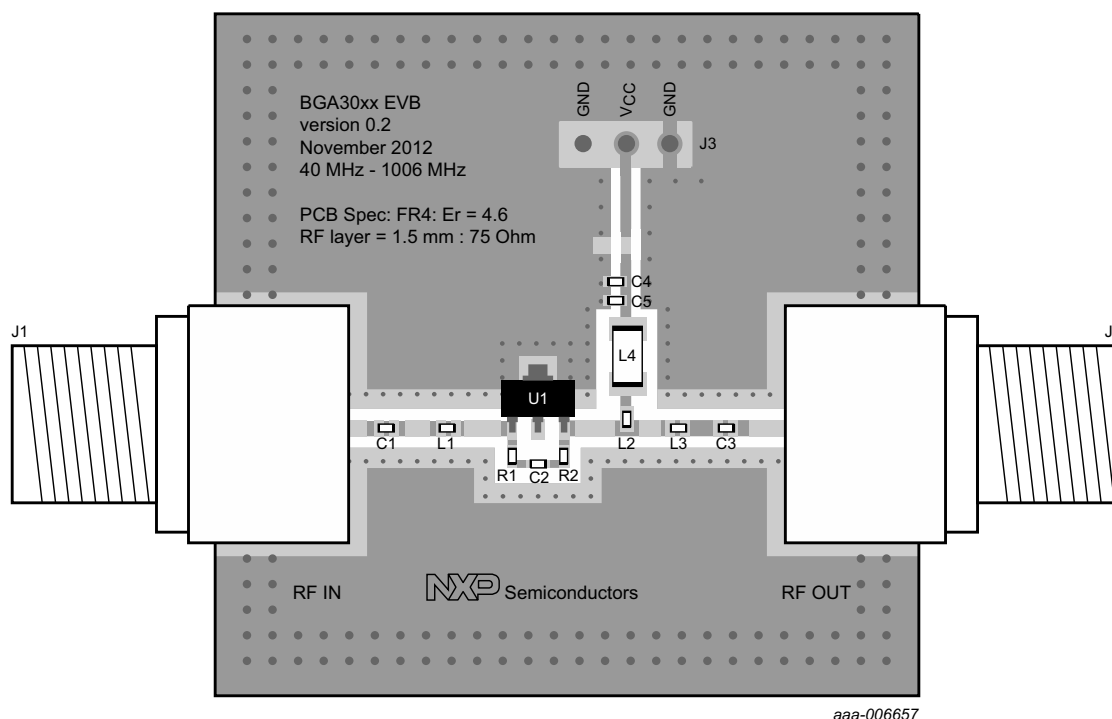 BGA30xx EVB
version 0.2
November 2012
40 MHz - 1006 MHz
PCB Spec: FR4: Er = 4.6
RF layer = 1.5 mm : 75 Ohm
GND
VCC
GND
J3
C4
C5
J1
J
L4
U1
C1
L1
L2
L3
C3
R1
C2
R2
RF IN
NXP Semiconductors
RF OUT
aaa-006657